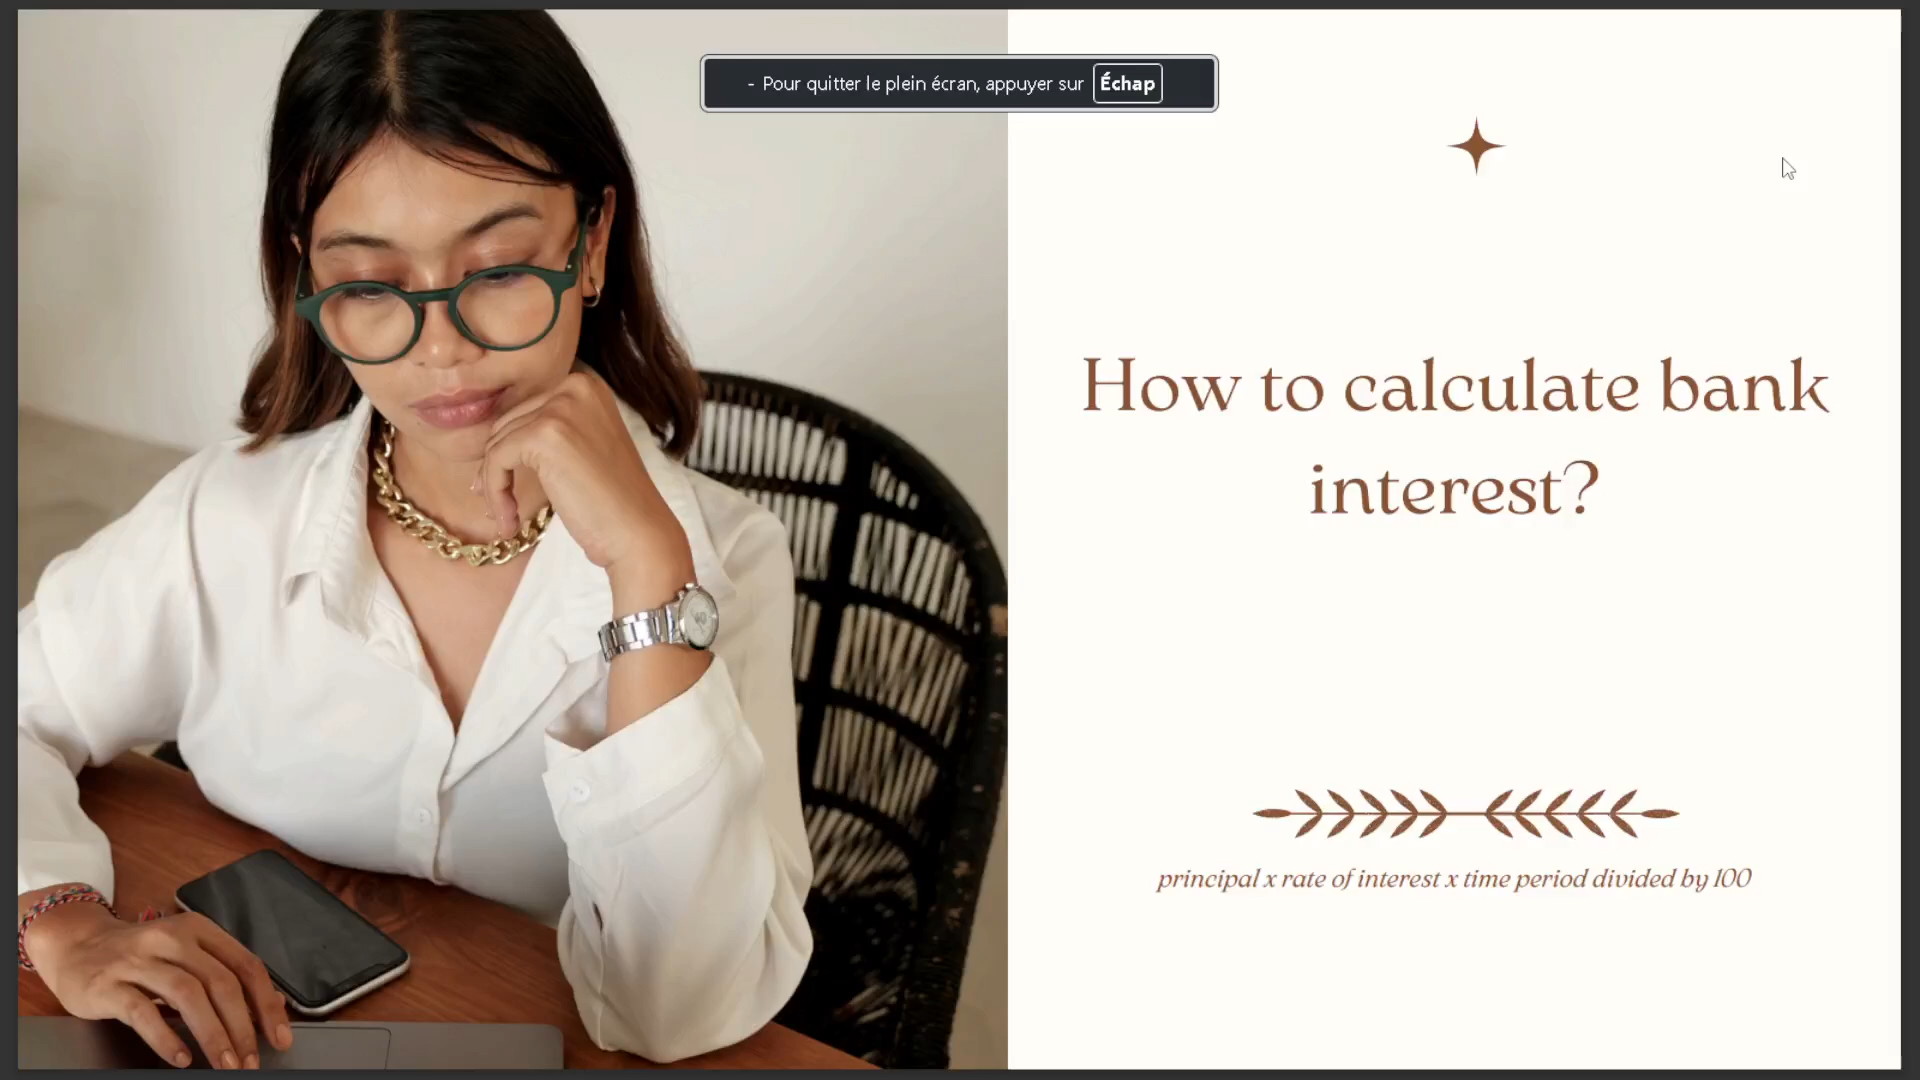 - Pour quitter le plein écran, appuyer sur Échap
How to calculate bank
interest?
principal x rate of interest x time period divided by 100